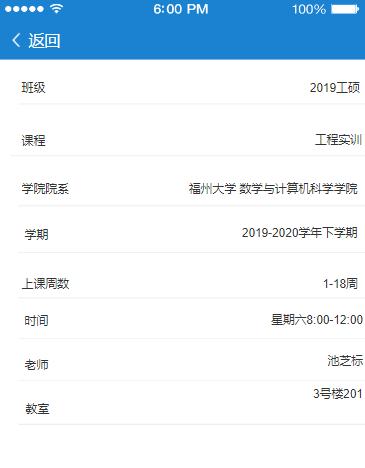 6:00 PM 100%
返回
班级 2019工硕
课程 工程实训
学院院系 福州大学 数学与计算机科学学院
学期 2019-2020学年下学期
上课周数 1-18周
时间 星期六8:00-12:00
老师 池芝标
教室 3号楼201